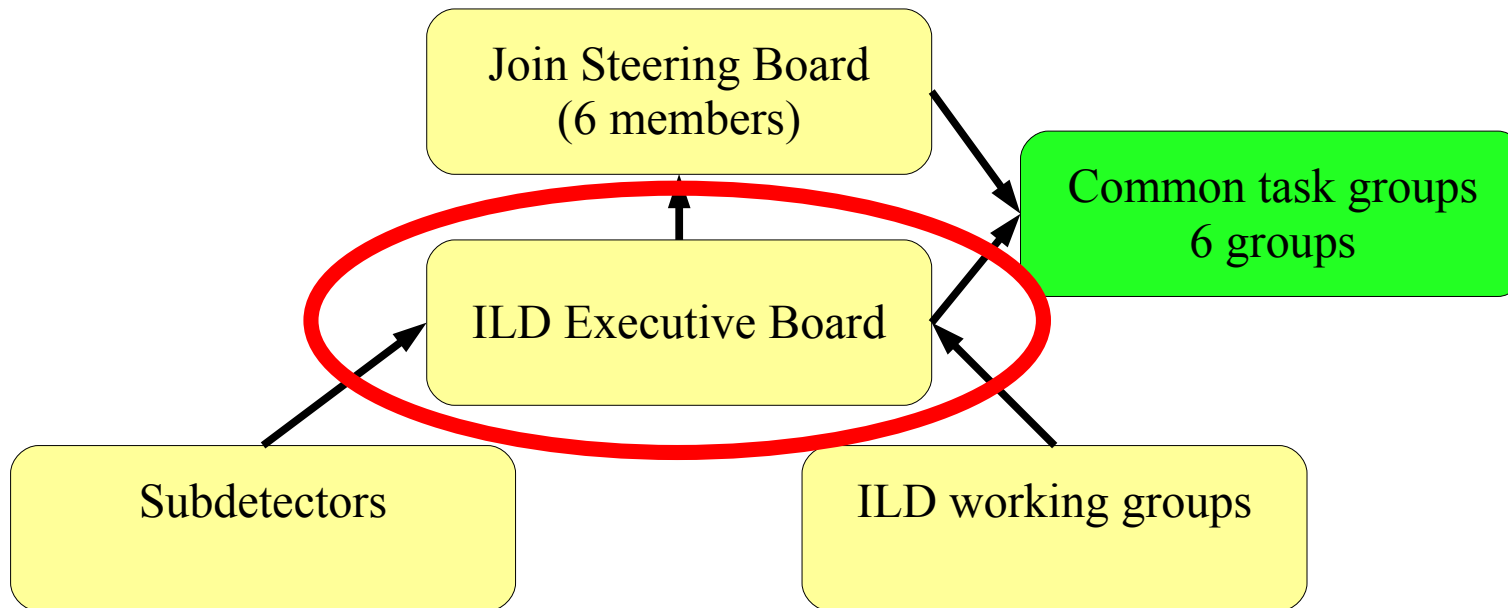 Join Steering Board
(6 members)
Common task groups
6 groups
ILD Executive Board
Subdetectors
ILD working groups